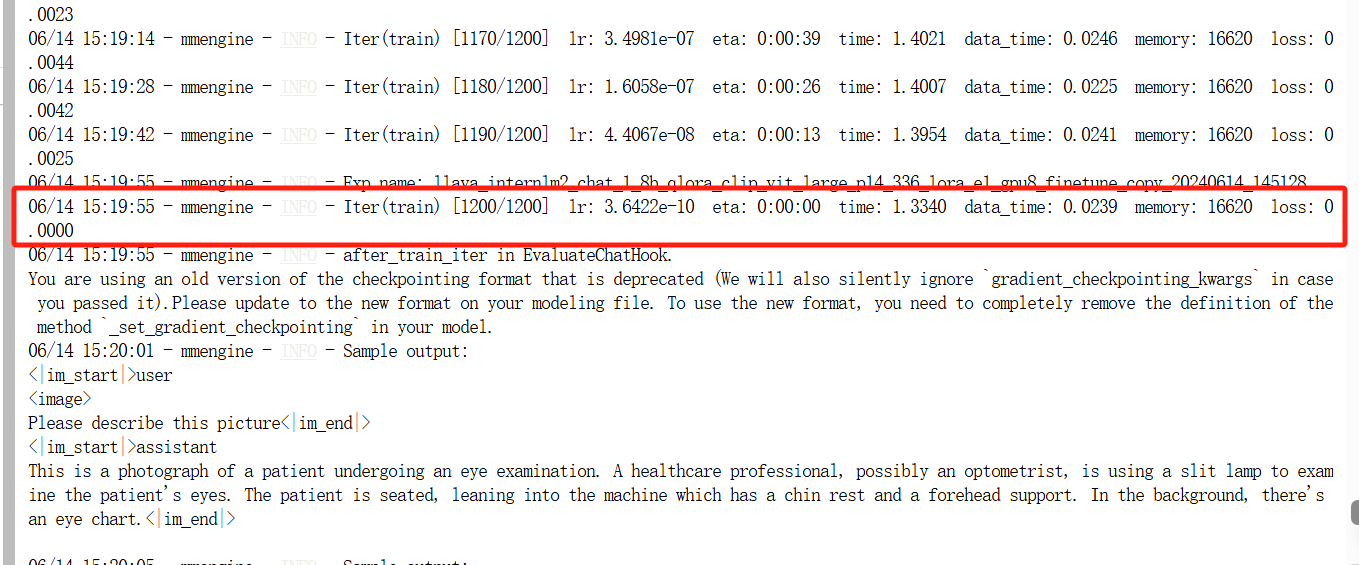 .0023
06/14 15:19:14 - mmengine - INFO - Iter(train) [1170/1200]  lr: 3.4981e-07  eta: 0:00:39  time: 1.4021  data_time: 0.0246  memory: 16620  loss: 0
.0044
06/14 15:19:28 - mmengine - INFO - Iter(train) [1180/1200]  lr: 1.6058e-07  eta: 0:00:26  time: 1.4007  data_time: 0.0225  memory: 16620  loss: 0
.0042
06/14 15:19:42 - mmengine - INFO - Iter(train) [1190/1200]  lr: 4.4067e-08  eta: 0:00:13  time: 1.3954  data_time: 0.0241  memory: 16620  loss: 0
.0025
06/14 15:19:55 - mmengine - INFO - Exp name: llava_internlm2_chat_1_8b_qlora_clip_vit_large_p14_336_lora_e1_gpu8_finetune_copy_20240614_145128
06/14 15:19:55 - mmengine - INFO - Iter(train) [1200/1200]  lr: 3.6422e-10  eta: 0:00:00  time: 1.3340  data_time: 0.0239  memory: 16620  loss: 0
.0000
06/14 15:19:55 - mmengine - INFO - after_train_iter in EvaluateChatHook.
You are using an old version of the checkpointing format that is deprecated (We will also silently ignore `gradient_checkpointing_kwargs` in case
you passed it).Please update to the new format on your modeling file. To use the new format, you need to completely remove the definition of the
method `_set_gradient_checkpointing` in your model.
06/14 15:20:01 - mmengine - INFO - Sample output:
<|im_start|>user
<image>
Please describe this picture<|im_end|>
<|im_start|>assistant
This is a photograph of a patient undergoing an eye examination. A healthcare professional, possibly an optometrist, is using a slit lamp to exam
ine the patient's eyes. The patient is seated, leaning into the machine which has a chin rest and a forehead support. In the background, there's
an eye chart.<|im_end|>
06/14 15:20:05 - mmengine - INFO - Sample output: